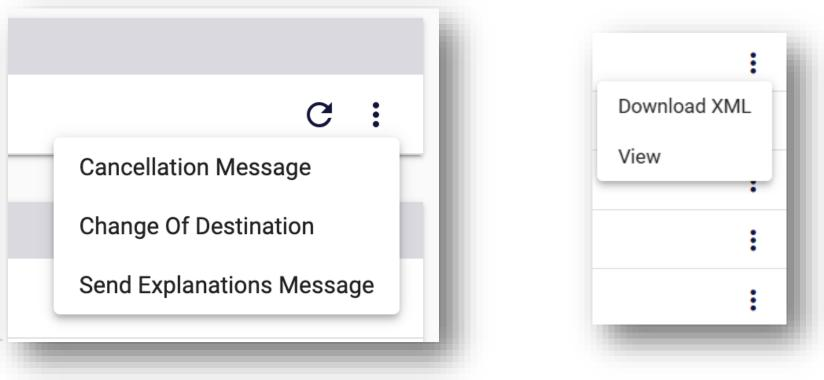 Cancellation Message
Change Of Destination
Send Explanations Message
Download XML
View